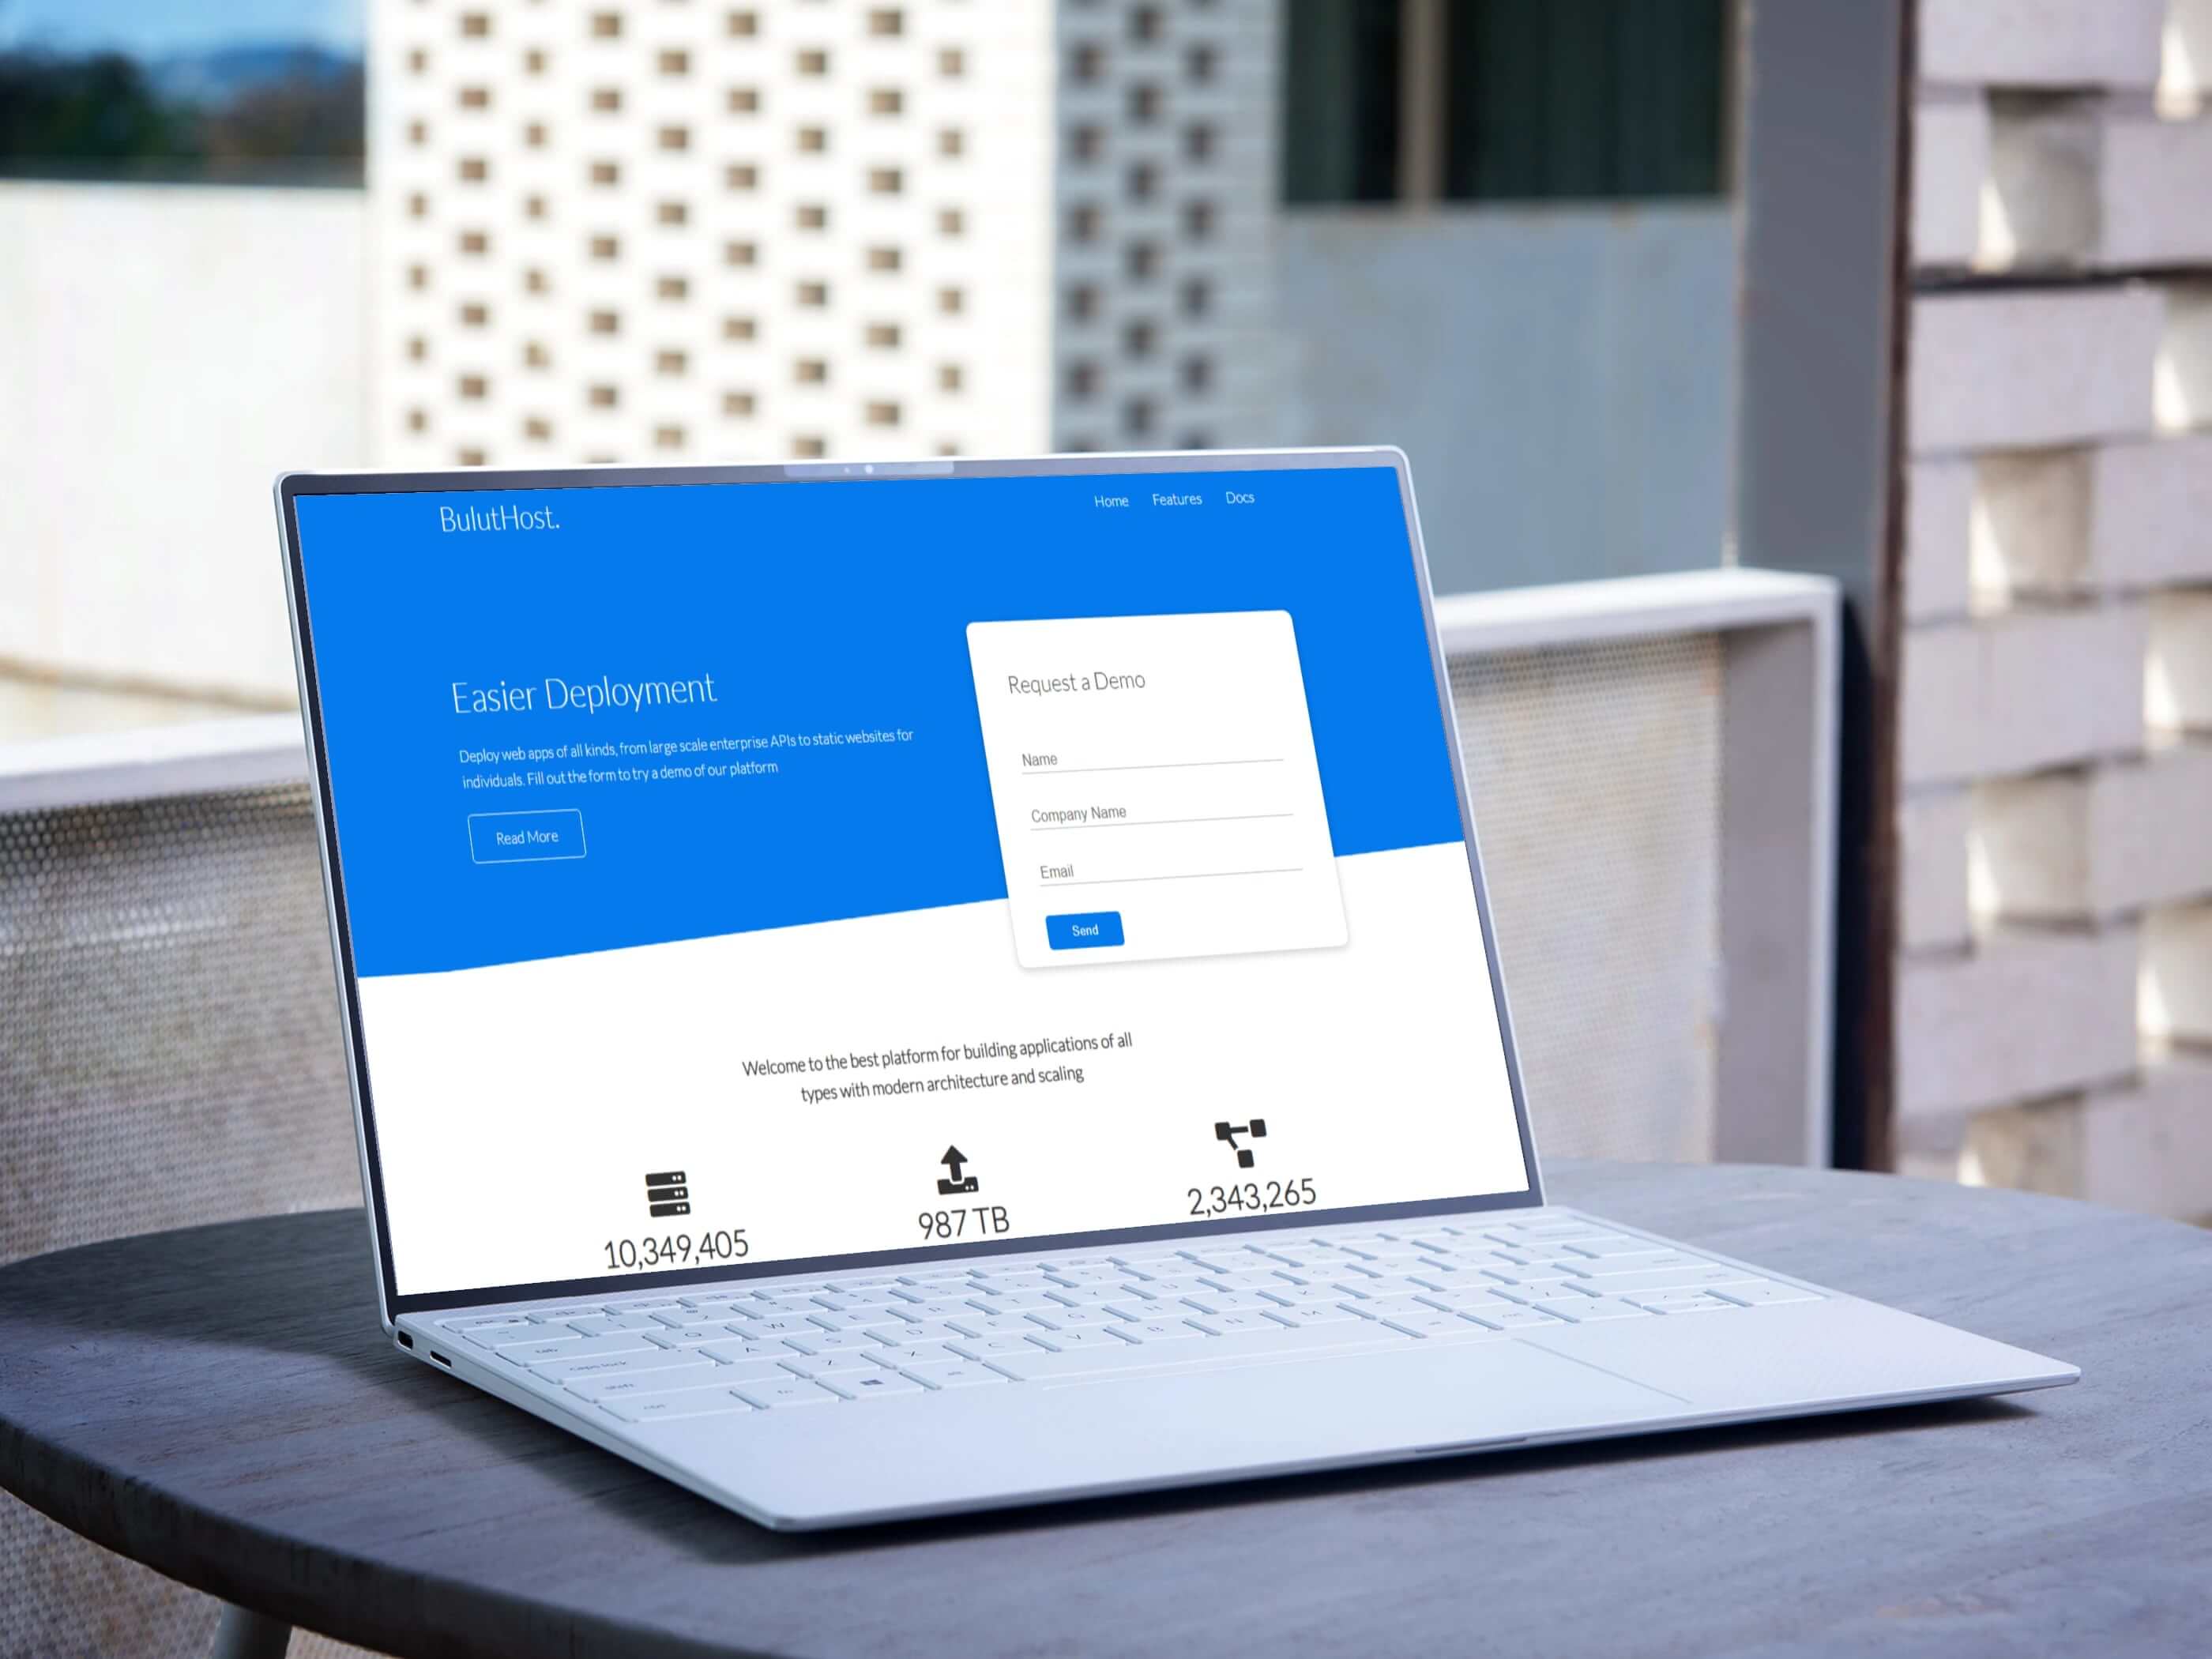 BulutHost.
Home Features Docs
Easier Deployment
Deploy web apps of all kinds, from large scale enterprise APIs to static websites for
individuals. Fill out the form to try a demo of our platform
Read More
Request a Demo
Name
Company Name
Email
Send
Welcome to the best platform for building applications of all
types with modern architecture and scaling
10,349,405
987 TB
2,343,265